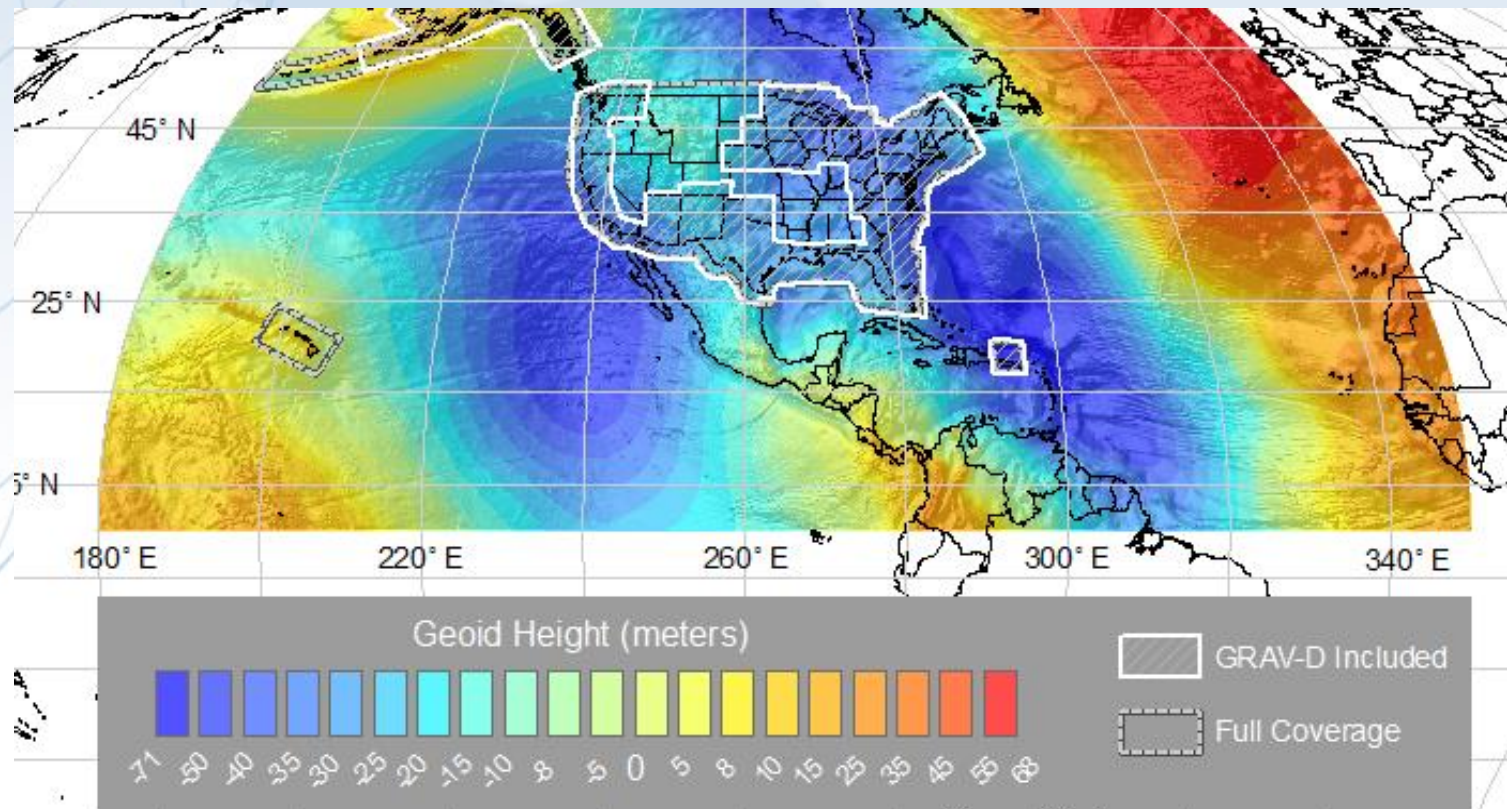 45° N
25° N
5° N
180° E 220° E 260° E 300° E 340° E
Geoid Height (meters)
-71 -50 -40 -35 -30 -25 -20 -15 -10 -8 -5 0 5 8 10 15 25 35 45 55 68
GRAV-D Included
Full Coverage